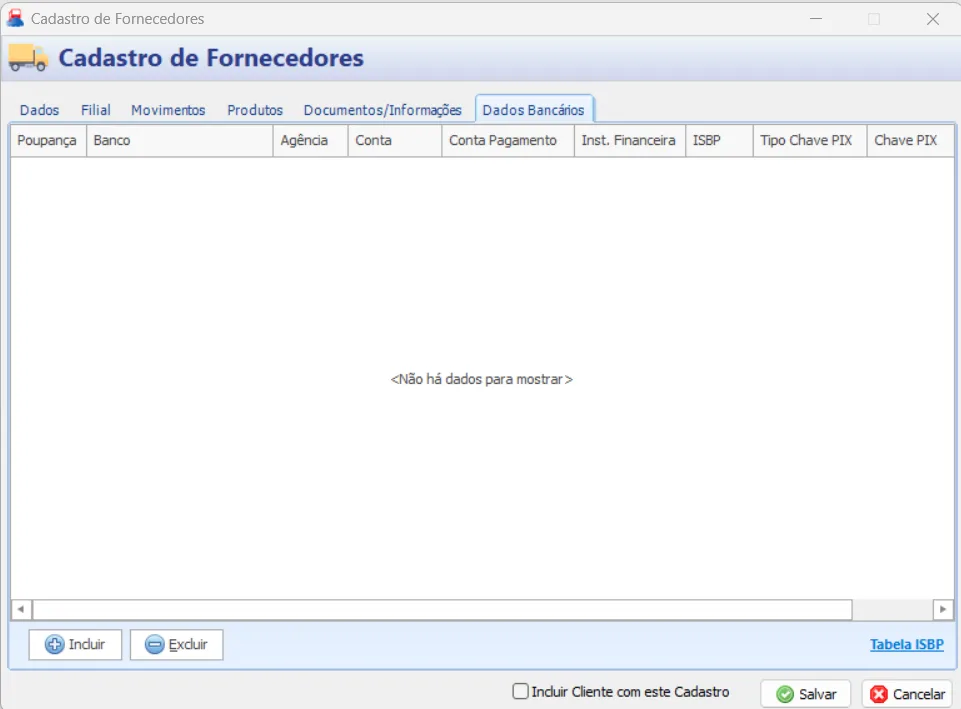 Cadastro de Fornecedores
Cadastro de Fornecedores
Dados Filial Movimentos Produtos Documentos/Informações Dados Bancários
Poupança Banco Agência Conta Conta Pagamento Inst. Financeira ISBP Tipo Chave PIX Chave PIX
<Não há dados para mostrar>
Incluir Excluir Tabela ISBP
Incluir Cliente com este Cadastro Salvar Cancelar